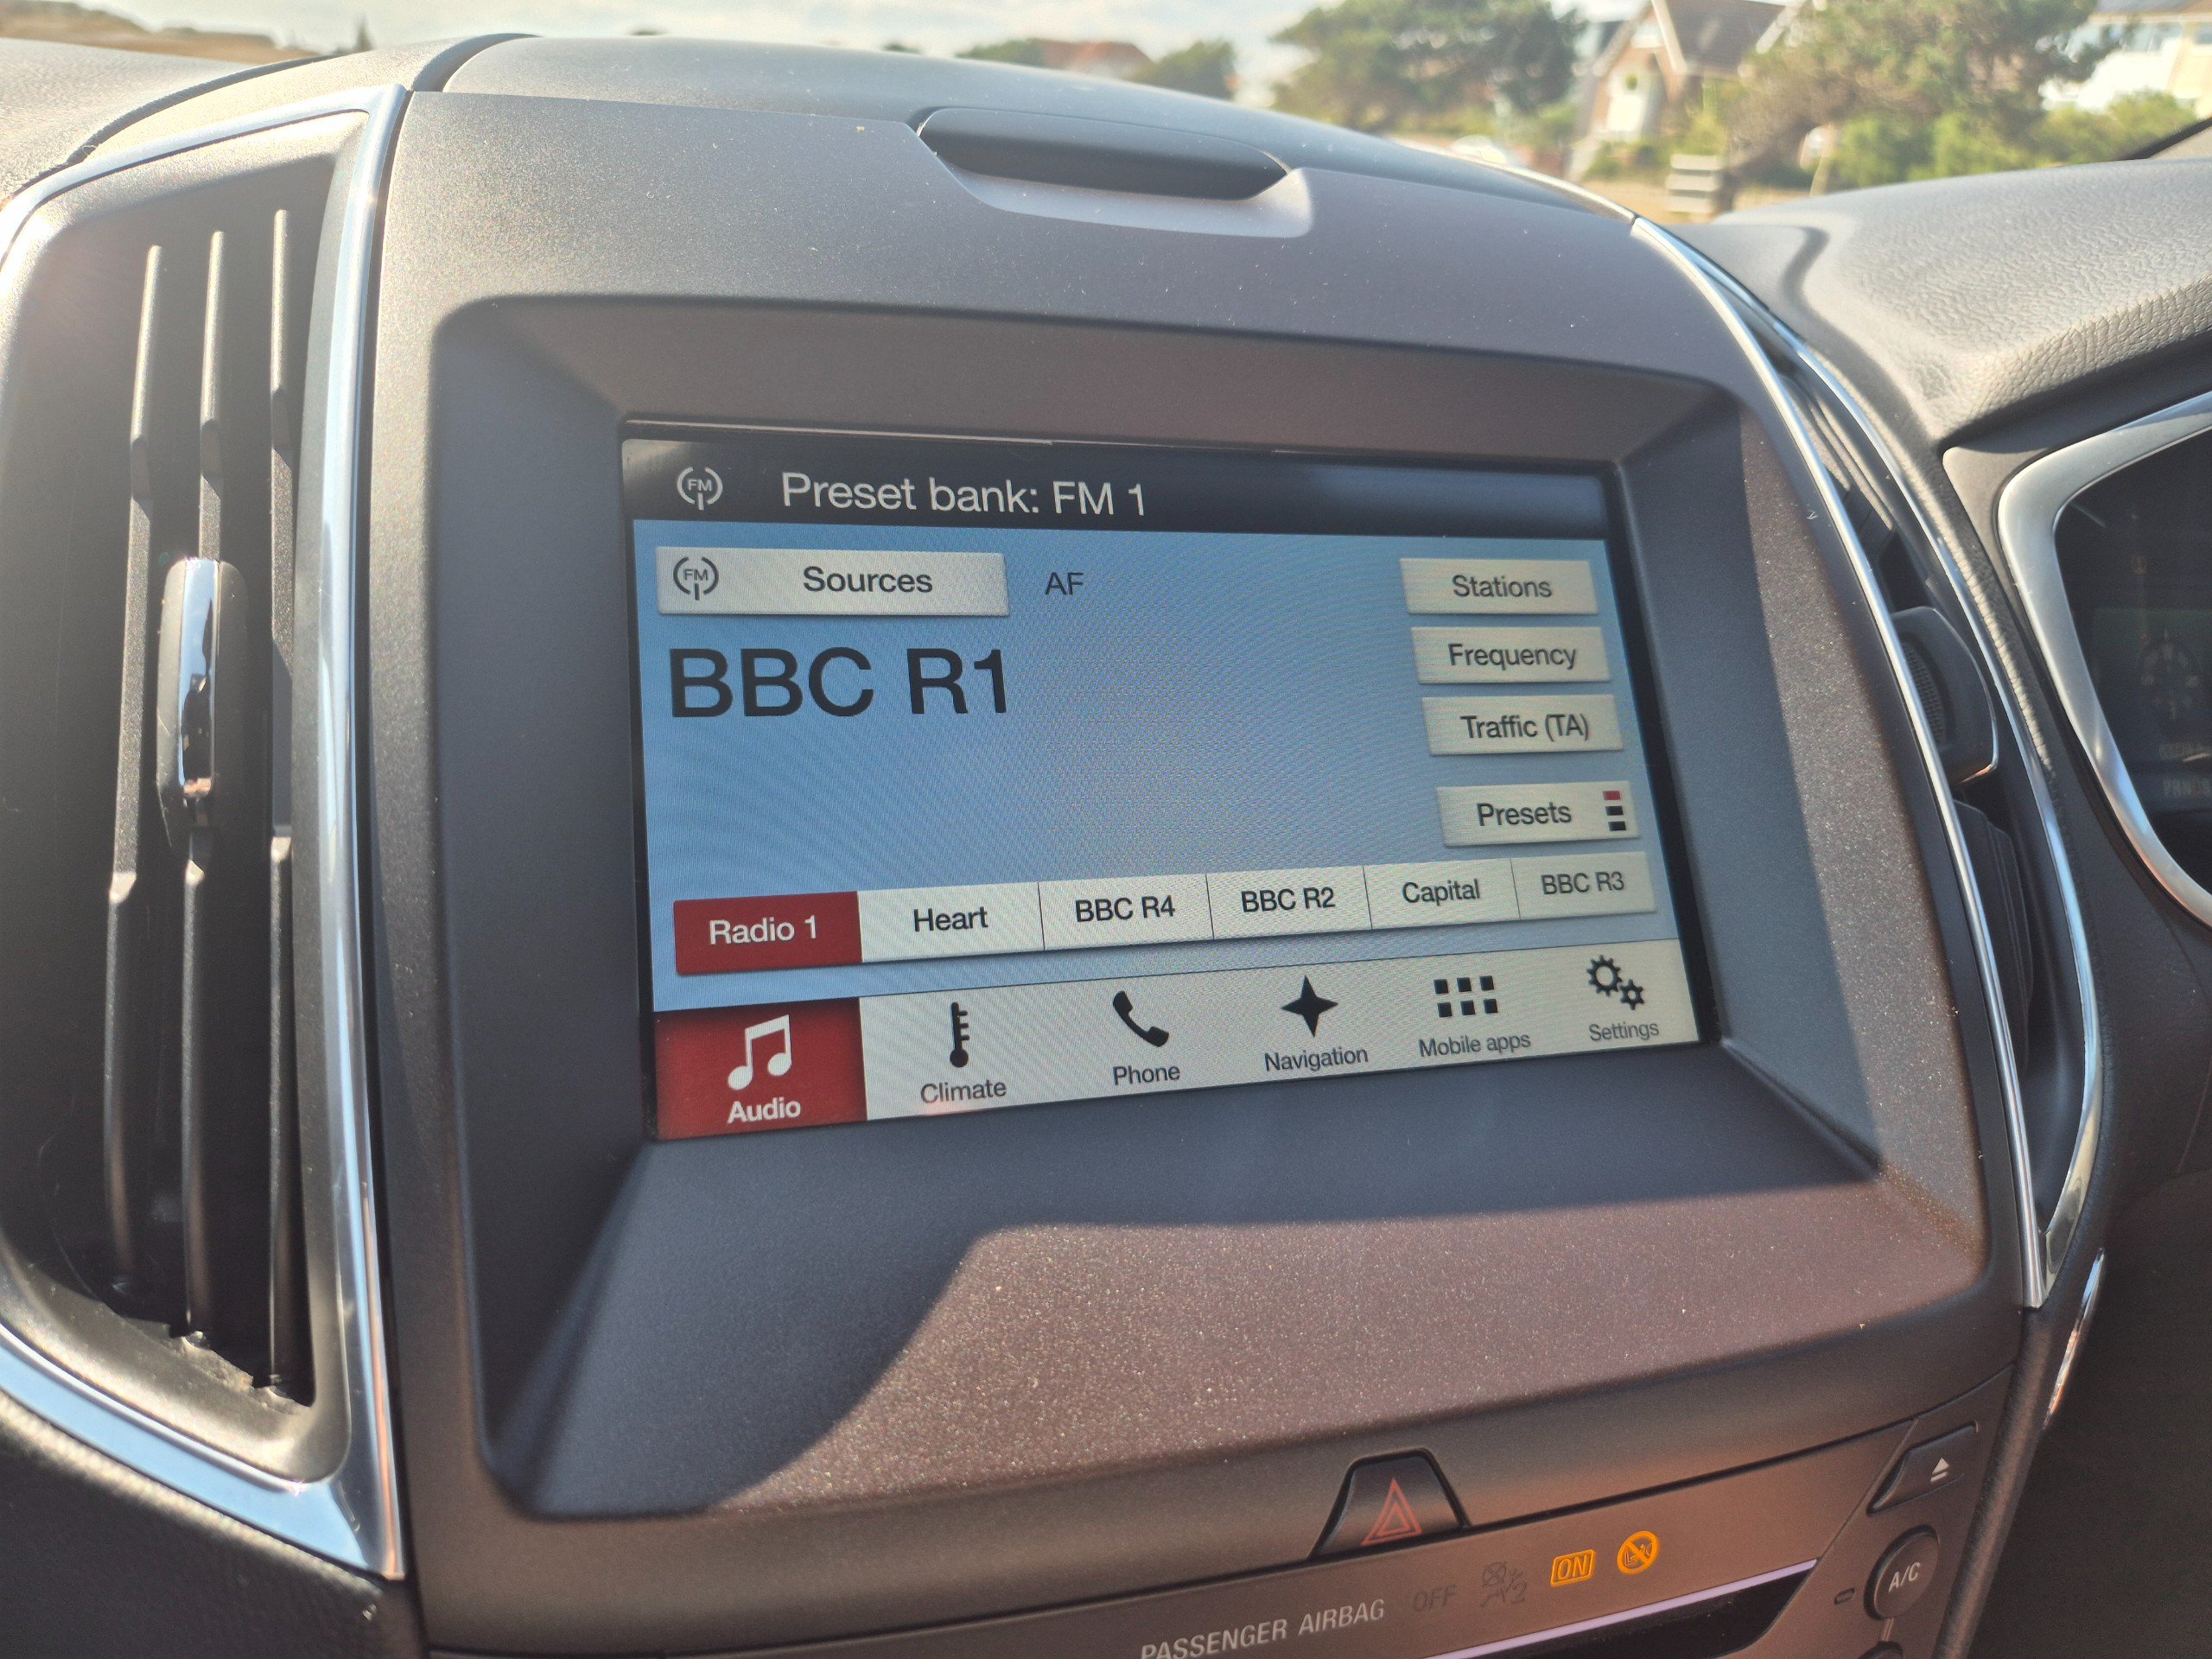 FM Preset bank: FM 1
FM Sources AF Stations
BBC R1
Frequency
Traffic (TA)
Presets
Radio 1 Heart BBC R4 BBC R2 Capital BBC R3
Audio Climate Phone Navigation Mobile apps Settings
PASSENGER AIRBAG OFF 2 ON
A/C